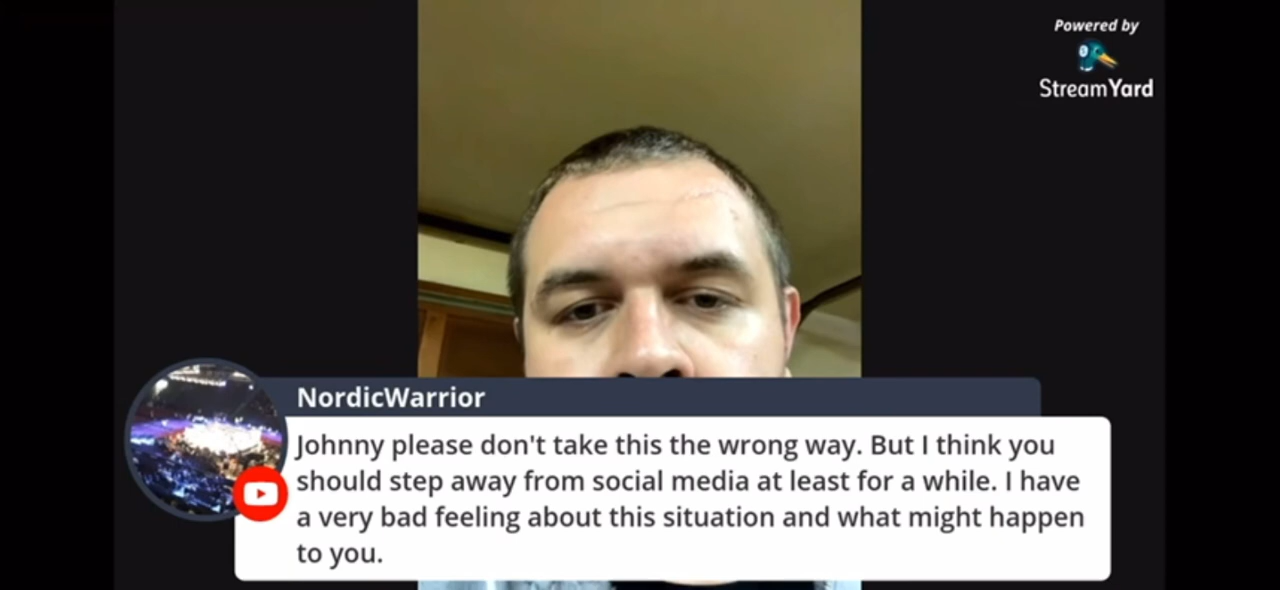 Powered by
StreamYard
NordicWarrior
Johnny please don't take this the wrong way. But I think you
should step away from social media at least for a while. I have
a very bad feeling about this situation and what might happen
to you.